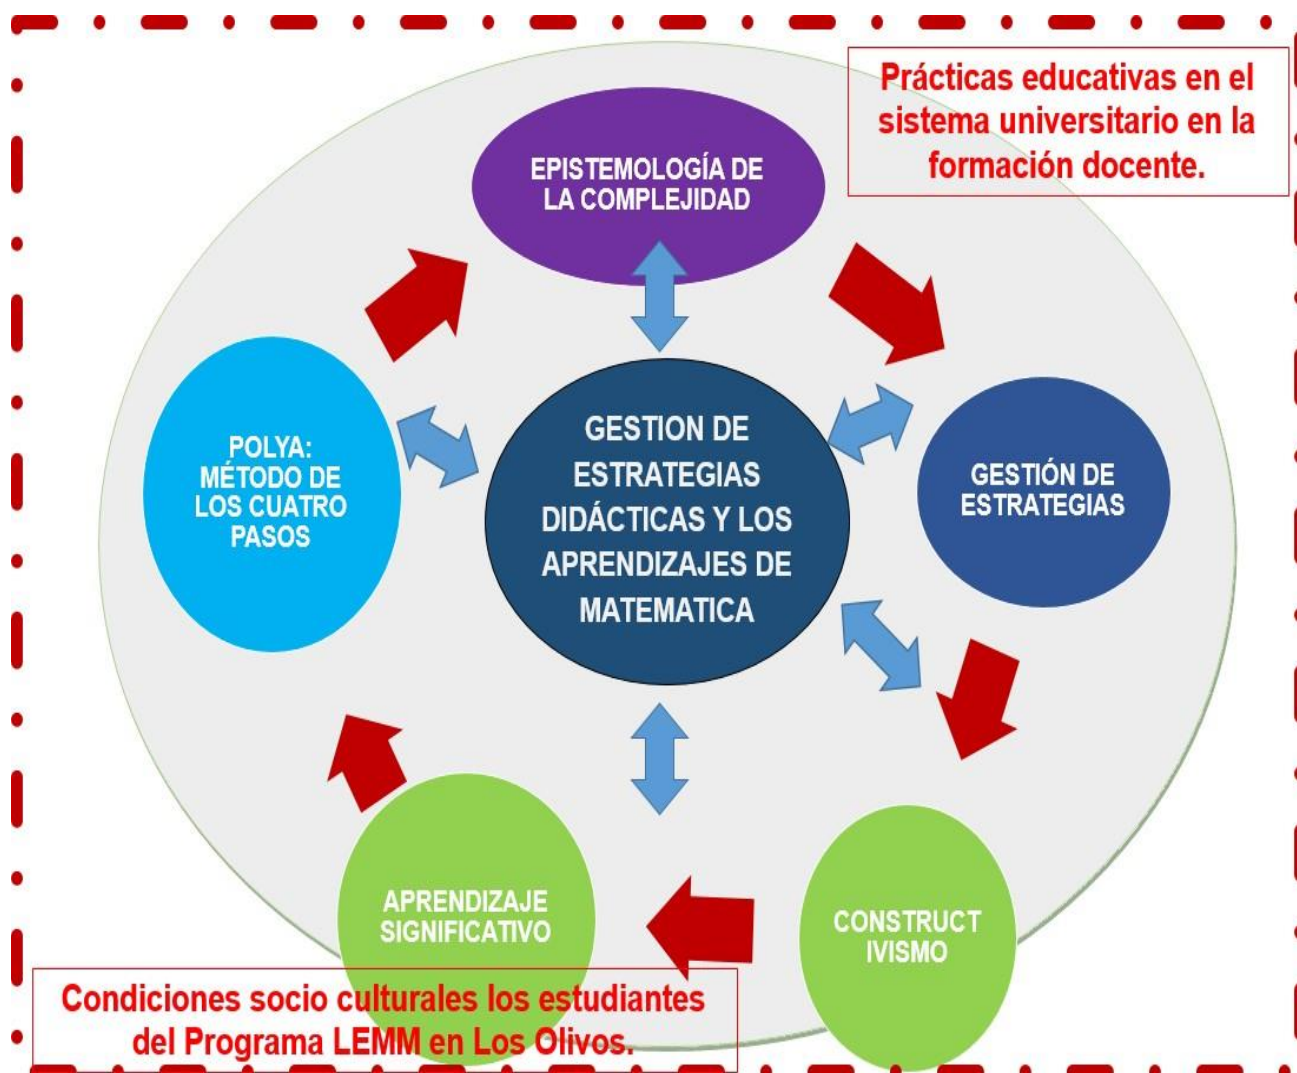 Prácticas educativas en el
sistema universitario en la
formación docente.
EPISTEMOLOGÍA DE
LA COMPLEJIDAD
GESTIÓN DE
ESTRATEGIAS
CONSTRUCT
IVISMO
APRENDIZAJE
SIGNIFICATIVO
POLYA:
MÉTODO DE
LOS CUATRO
PASOS
GESTION DE
ESTRATEGIAS
DIDÁCTICAS Y LOS
APRENDIZAJES DE
MATEMATICA
Condiciones socio culturales los estudiantes
del Programa LEMM en Los Olivos.